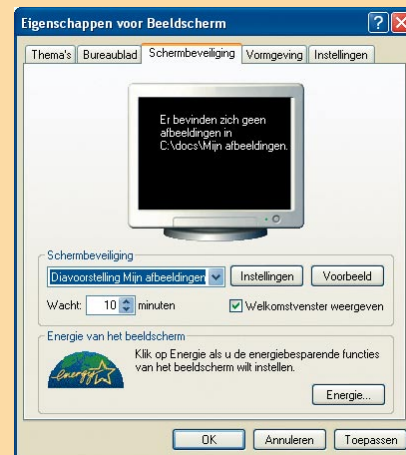 Eigenschappen voor Beeldscherm
Thema's Bureaublad Schermbeveiliging Vormgeving Instellingen
Er bevinden zich geen
afbeeldingen in
C:\docs\Mijn afbeeldingen.
Schermbeveiliging
Diavoorstelling Mijn afbeeldingen Instellingen Voorbeeld
Wacht: 10 minuten Welkomstvenster weergeven
Energie van het beeldscherm
Klik op Energie als u de energiebesparende functies
van het beeldscherm wilt instellen.
energy
Energie...
OK Annuleren Toepassen